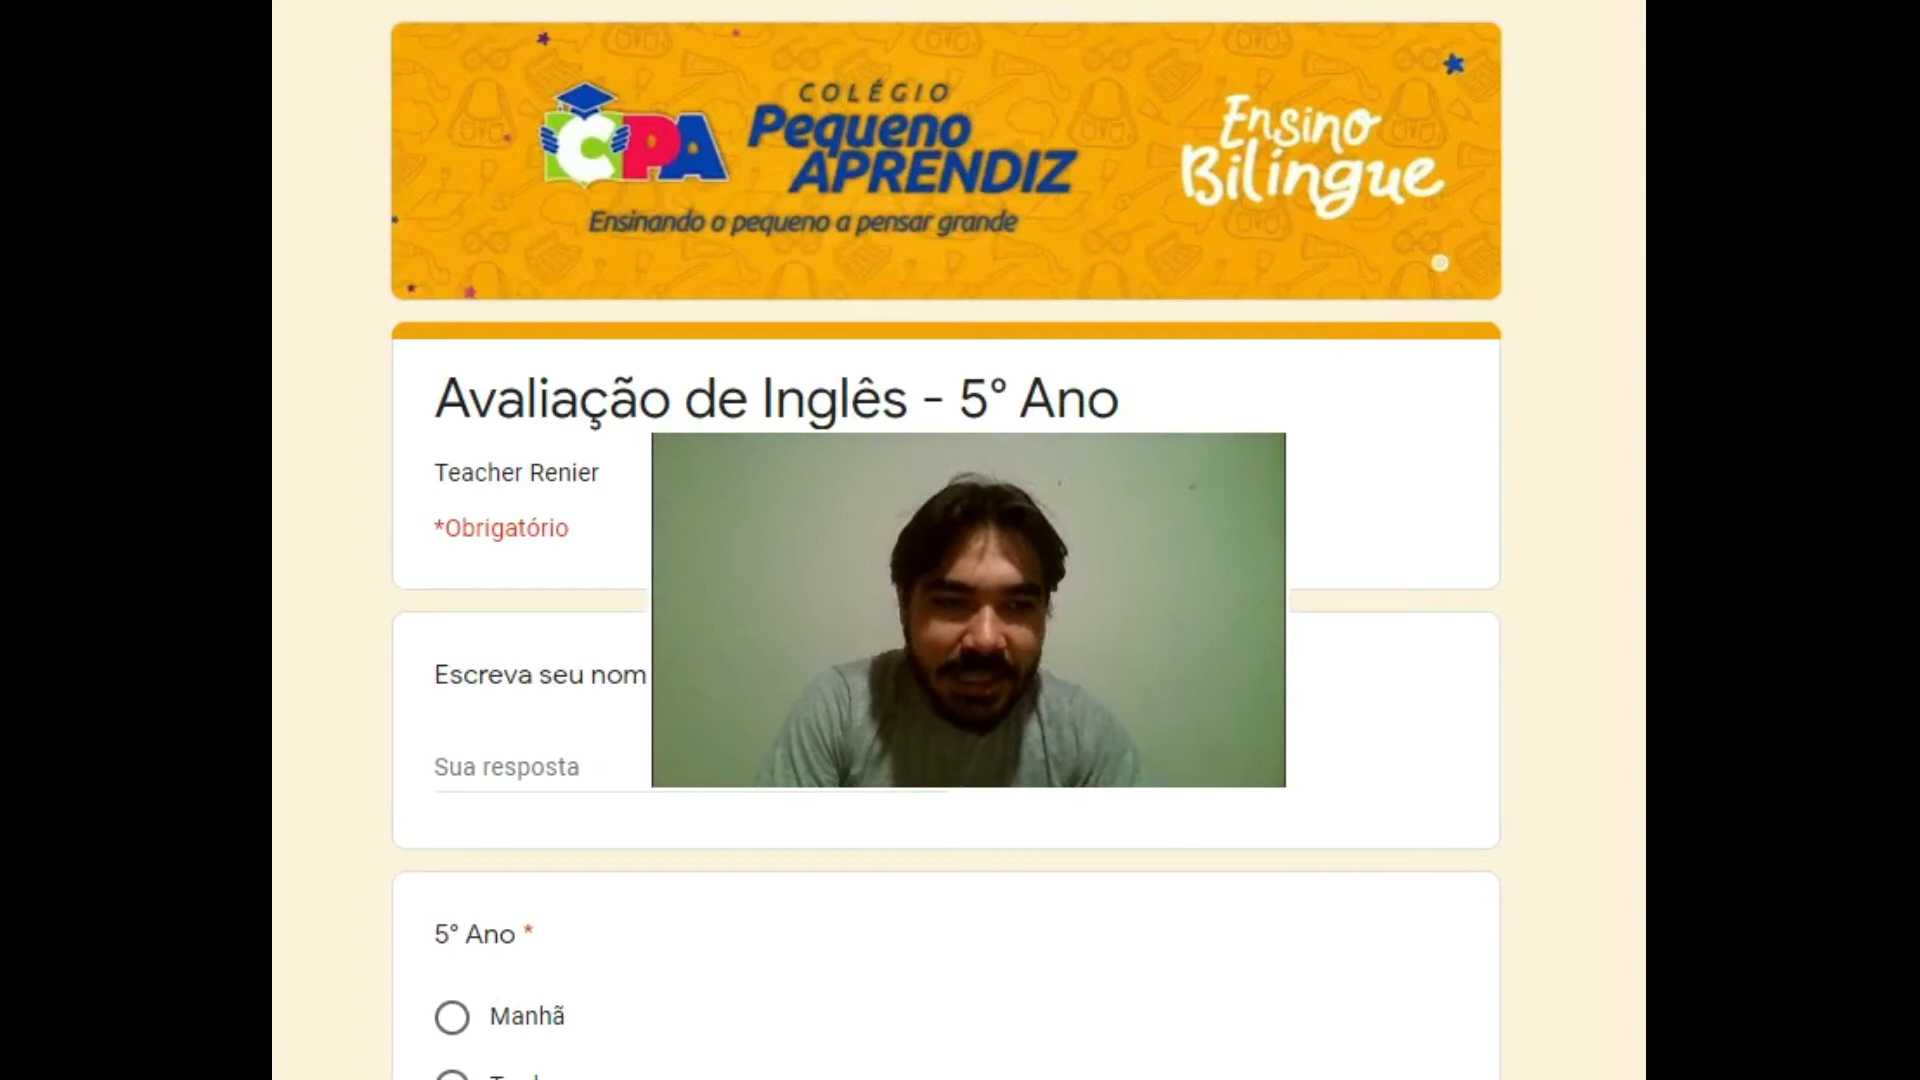 COLÉGIO
CPA Pequeno
APRENDIZ
Ensinando o pequeno a pensar grande
Ensino
Bilíngue
Avaliação de Inglês - 5° Ano
Teacher Renier
*Obrigatório
Escreva seu nom
Sua resposta
5° Ano *
Manhã